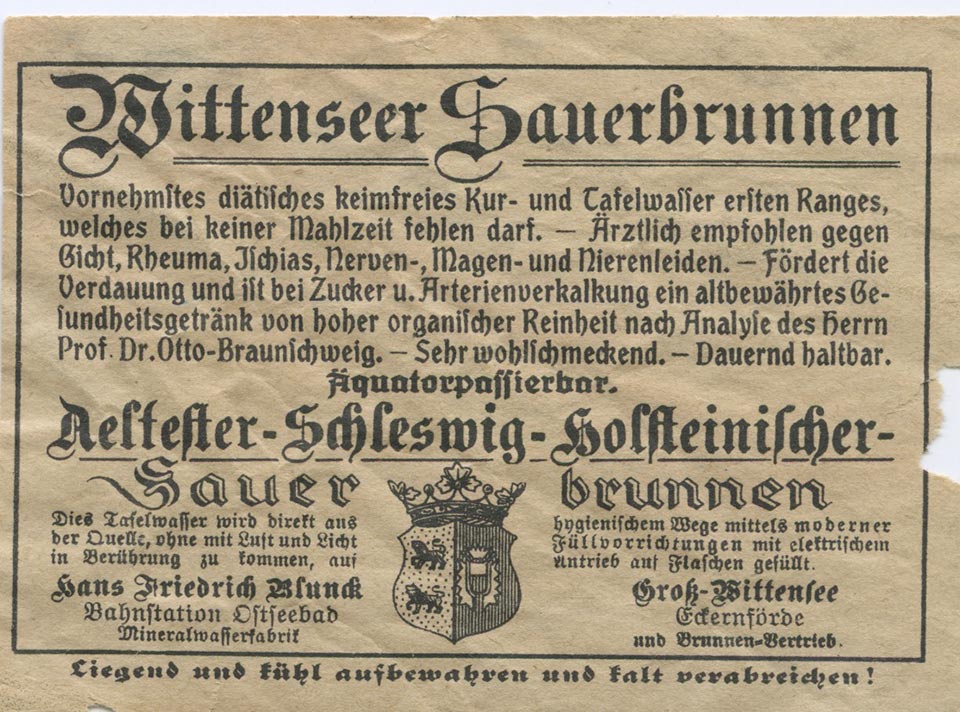 Wittenseer Sauerbrunnen
Vornehmstes diätisches keimfreies Kur- und Tafelwasser ersten Ranges,
welches bei keiner Mahlzeit fehlen darf. — Ärztlich empfohlen gegen
Gicht, Rheuma, Ischias, Nerven-, Magen- und Nierenleiden. — Fördert die
Verdauung und ist bei Zucker u. Arterienverkalkung ein altbewährtes Ge-
sundheitsgetränk von hoher organischer Reinheit nach Analyse des Herrn
Prof. Dr. Otto-Braunschweig. — Sehr wohlschmeckend. — Dauernd haltbar.
Äquatorpassierbar.
Aeltester-Schleswig-Holsteinischer-
Sauer brunnen
Dies Tafelwasser wird direkt aus
der Quelle, ohne mit Luft und Licht
in Berührung zu kommen, auf
hygienischem Wege mittels moderner
Füllvorrichtungen mit elektrischem
Antrieb auf Flaschen gefüllt.
Hans Friedrich Blunck
Bahnstation Ostseebad
Mineralwasserfabrik
Groß-Wittensee
Eckernförde
und Brunnen-Vertrieb.
Liegend und kühl aufbewahren und kalt verabreichen!